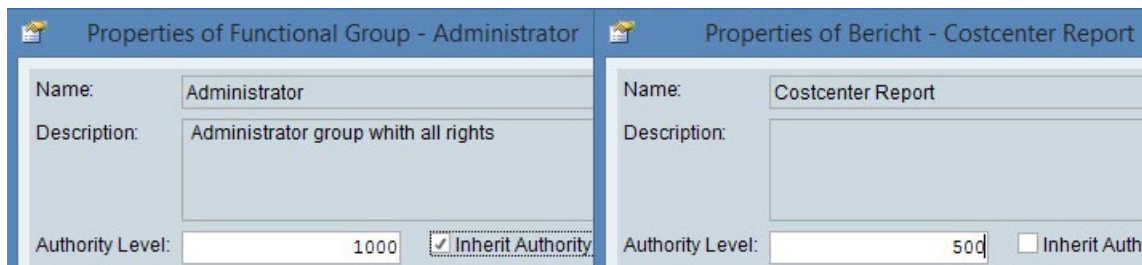 Properties of Functional Group - Administrator
Name: Administrator
Description: Administrator group whith all rights
Authority Level: 1000 Inherit Authority
Properties of Bericht - Costcenter Report
Name: Costcenter Report
Description:
Authority Level: 500 Inherit Auth